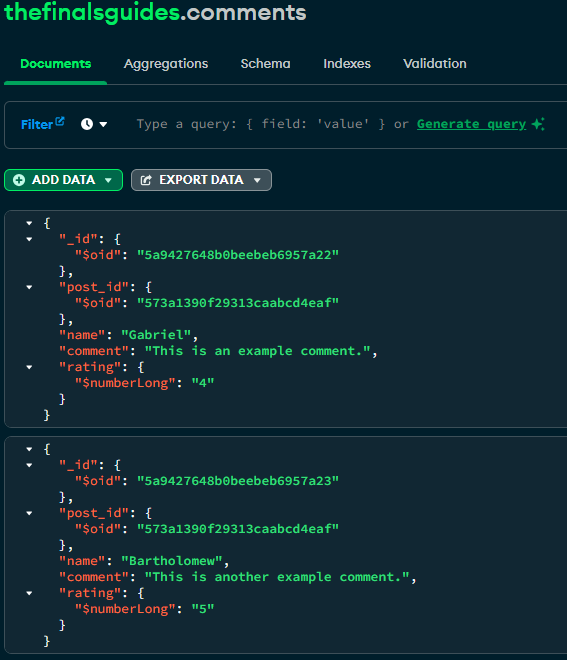 thefinalsguides.comments
Documents Aggregations Schema Indexes Validation
Filter Type a query: { field: 'value' } or Generate query
ADD DATA EXPORT DATA
{
"_id": {
"$oid": "5a9427648b0beebeb6957a22"
},
"post_id": {
"$oid": "573a1390f29313caabcd4eaf"
},
"name": "Gabriel",
"comment": "This is an example comment.",
"rating": {
"$numberLong": "4"
}
}
{
"_id": {
"$oid": "5a9427648b0beebeb6957a23"
},
"post_id": {
"$oid": "573a1390f29313caabcd4eaf"
},
"name": "Bartholomew",
"comment": "This is another example comment.",
"rating": {
"$numberLong": "5"
}
}